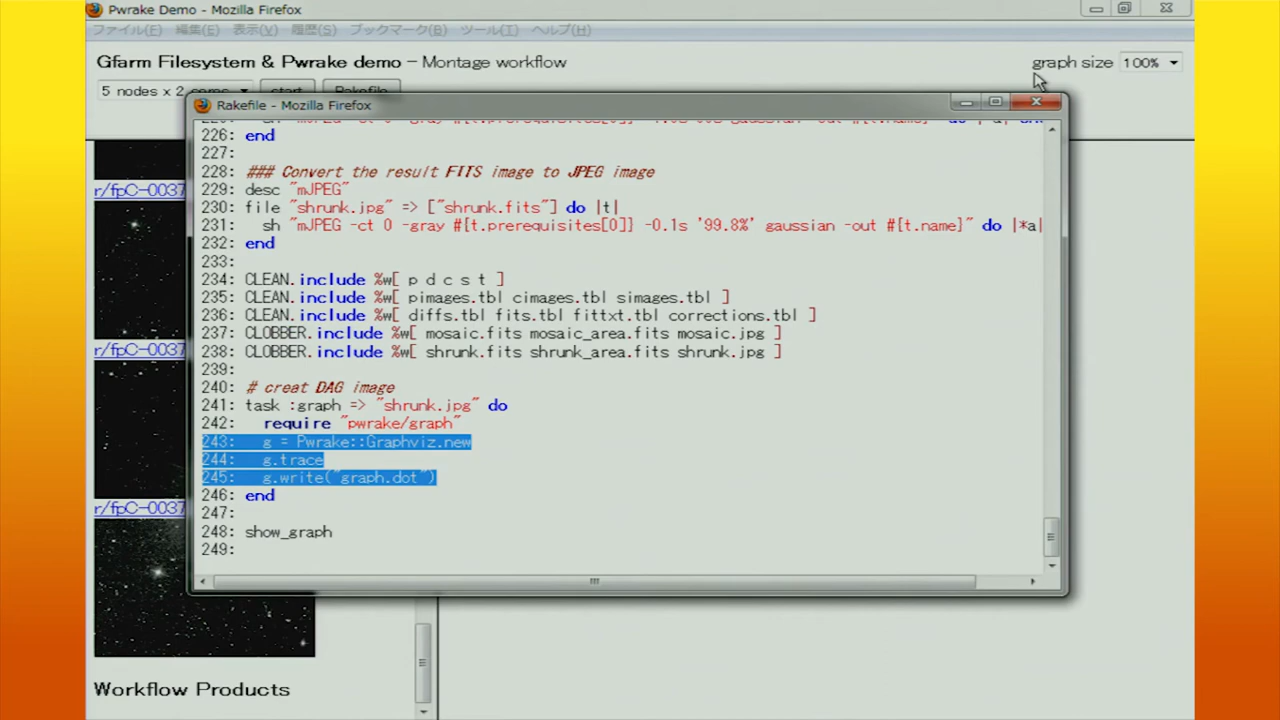 Pwrake Demo - Mozilla Firefox
ファイル(F) 編集(E) 表示(V) 履歴(S) ブックマーク(B) ツール(T) ヘルプ(H)
Gfarm Filesystem & Pwrake demo - Montage workflow
graph size 100%
5 nodes x 2 cores start Rakefile
Rakefile - Mozilla Firefox
226: end
227:
228: ### Convert the result FITS image to JPEG image
229: desc "mJPEG"
230: file "shrunk.jpg" => ["shrunk.fits"] do |t|
231: sh "mJPEG -ct 0 -gray #{t.prerequisites[0]} -0.1s '99.8%' gaussian -out #{t.name}" do |*a|
232: end
233:
234: CLEAN.include %w[ p d c s t ]
235: CLEAN.include %w[ pimages.tbl cimages.tbl simages.tbl ]
236: CLEAN.include %w[ diffs.tbl fits.tbl fittxt.tbl corrections.tbl ]
237: CLOBBER.include %w[ mosaic.fits mosaic_area.fits mosaic.jpg ]
238: CLOBBER.include %w[ shrunk.fits shrunk_area.fits shrunk.jpg ]
239:
240: # creat DAG image
241: task :graph => "shrunk.jpg" do
242: require "pwrake/graph"
243: g = Pwrake::Graphviz.new
244: g.trace
245: g.write("graph.dot")
246: end
247:
248: show_graph
249:
r/fpC-0037
r/fpC-0037
r/fpC-0037
Workflow Products